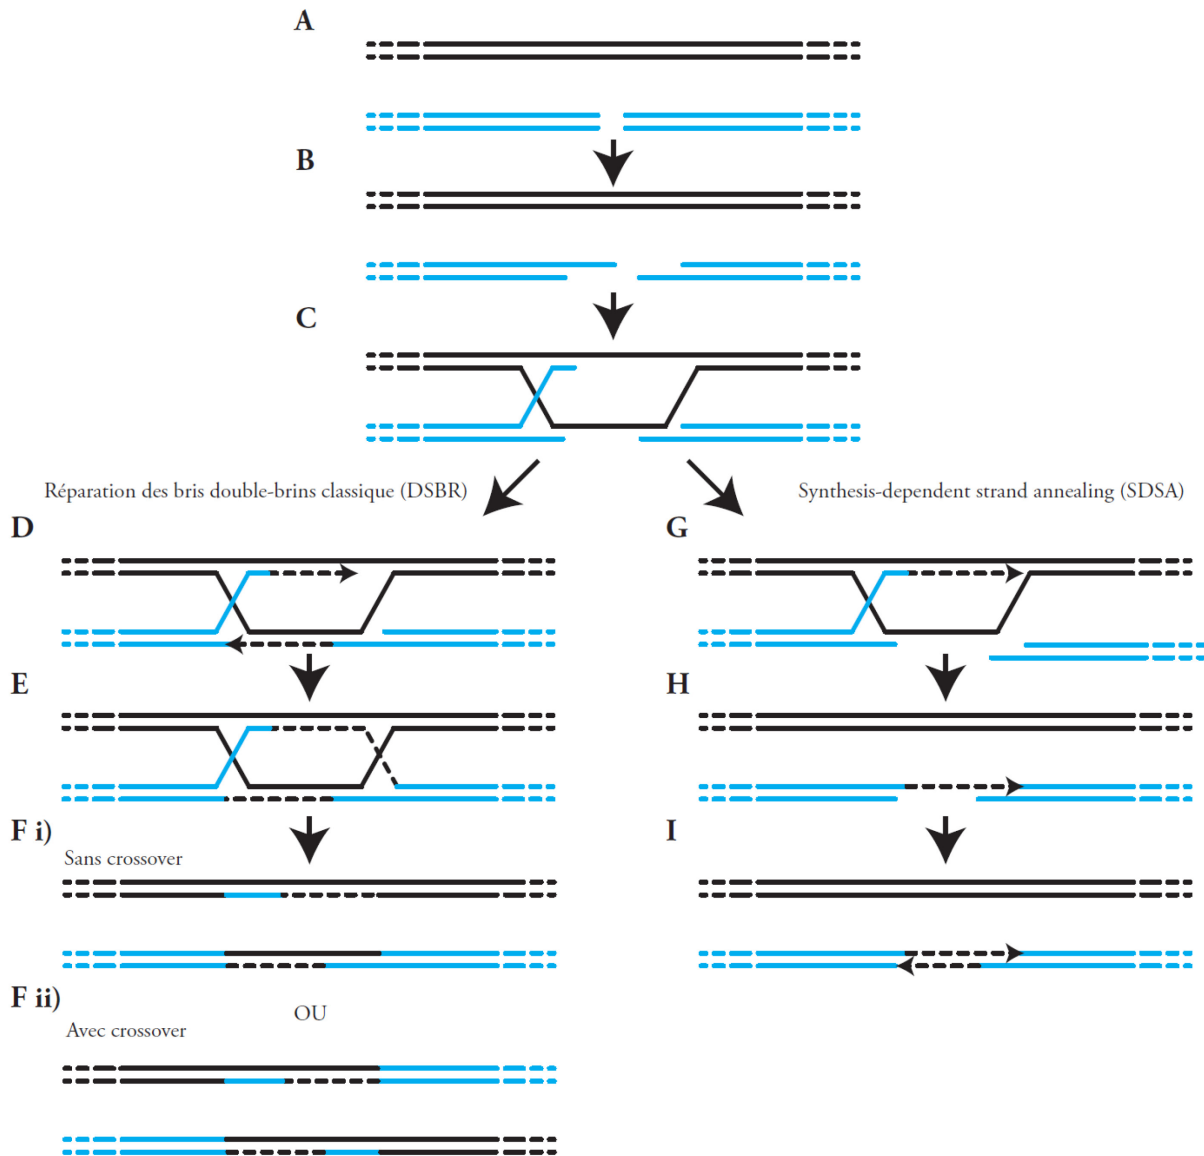 A
B
C
Réparation des bris double-brins classique (DSBR)
Synthesis-dependent strand annealing (SDSA)
D
G
E
H
F i)
I
Sans crossover
F ii)
OU
Avec crossover